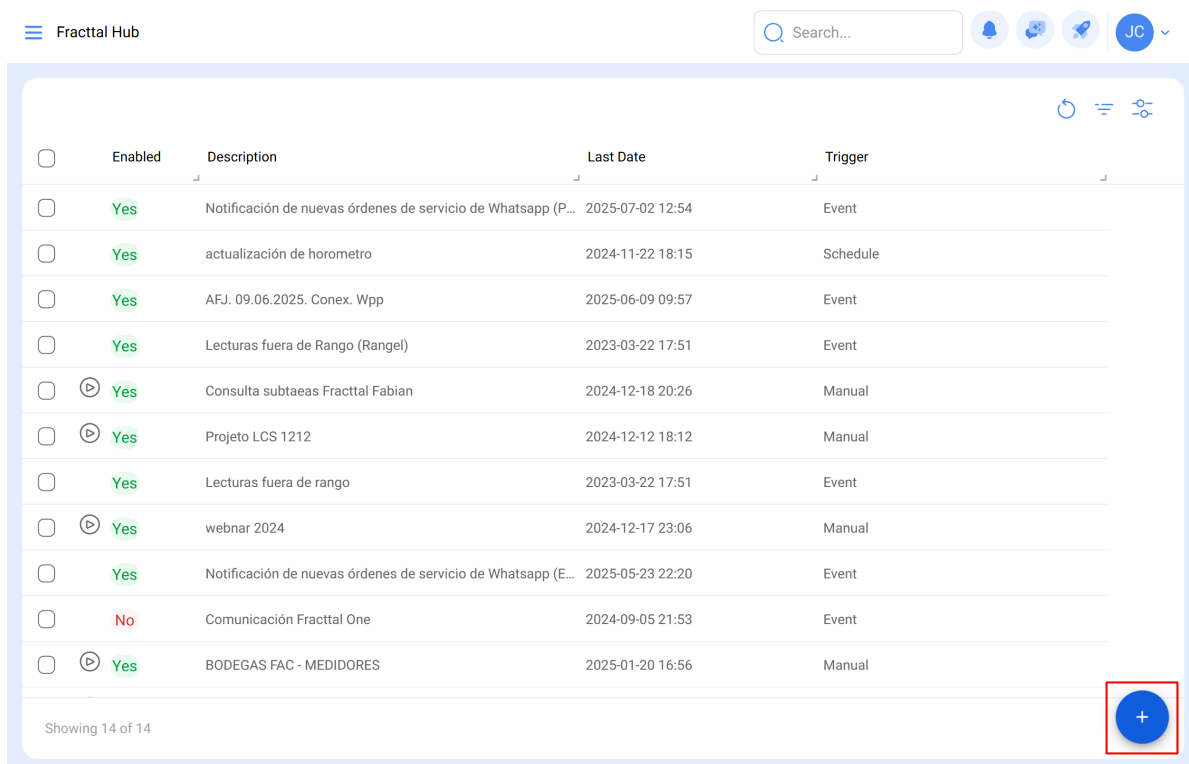 Fracttal Hub
Search...
JC
Enabled Description Last Date Trigger
Yes Notificación de nuevas órdenes de servicio de Whatsapp (P... 2025-07-02 12:54 Event
Yes actualización de horometro 2024-11-22 18:15 Schedule
Yes AFJ. 09.06.2025. Conex. Wpp 2025-06-09 09:57 Event
Yes Lecturas fuera de Rango (Rangel) 2023-03-22 17:51 Event
Yes Consulta subtaeas Fracttal Fabian 2024-12-18 20:26 Manual
Yes Projeto LCS 1212 2024-12-12 18:12 Manual
Yes Lecturas fuera de rango 2023-03-22 17:51 Event
Yes webnar 2024 2024-12-17 23:06 Manual
Yes Notificación de nuevas órdenes de servicio de Whatsapp (E... 2025-05-23 22:20 Event
No Comunicación Fracttal One 2024-09-05 21:53 Event
Yes BODEGAS FAC - MEDIDORES 2025-01-20 16:56 Manual
Showing 14 of 14
+